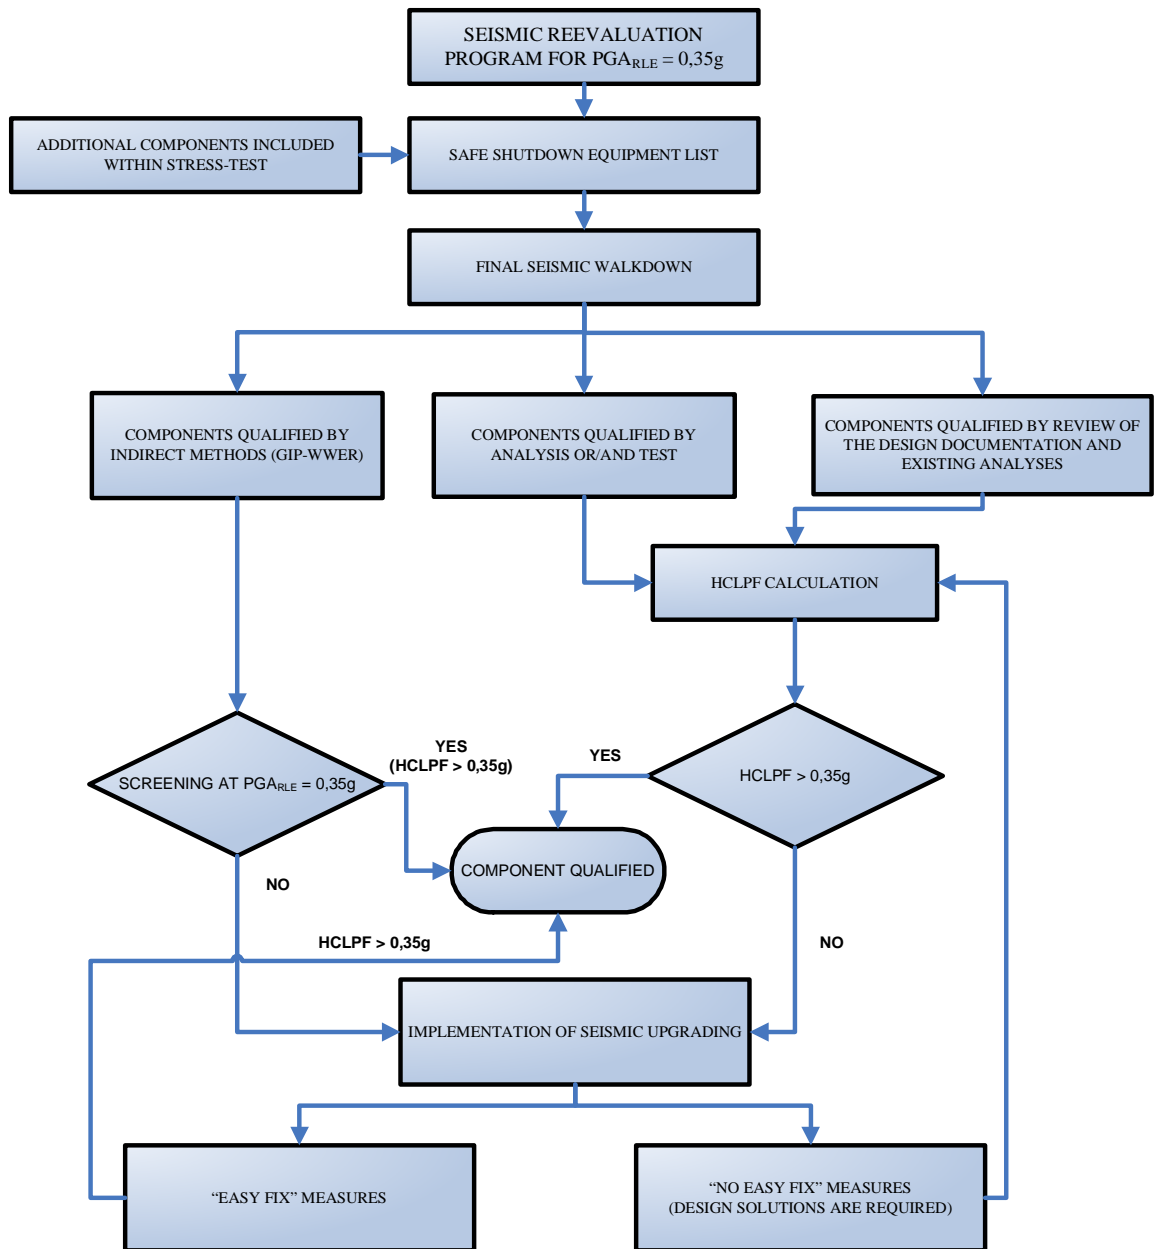 SEISMIC REEVALUATION
PROGRAM FOR PGARLE = 0,35g
ADDITIONAL COMPONENTS INCLUDED
WITHIN STRESS-TEST
SAFE SHUTDOWN EQUIPMENT LIST
FINAL SEISMIC WALKDOWN
COMPONENTS QUALIFIED BY
INDIRECT METHODS (GIP-WWER)
COMPONENTS QUALIFIED BY
ANALYSIS OR/AND TEST
COMPONENTS QUALIFIED BY REVIEW OF
THE DESIGN DOCUMENTATION AND
EXISTING ANALYSES
HCLPF CALCULATION
SCREENING AT PGARLE = 0,35g
YES
(HCLPF > 0,35g)
YES
HCLPF > 0,35g
COMPONENT QUALIFIED
NO
HCLPF > 0,35g
NO
IMPLEMENTATION OF SEISMIC UPGRADING
“EASY FIX” MEASURES
“NO EASY FIX” MEASURES
(DESIGN SOLUTIONS ARE REQUIRED)